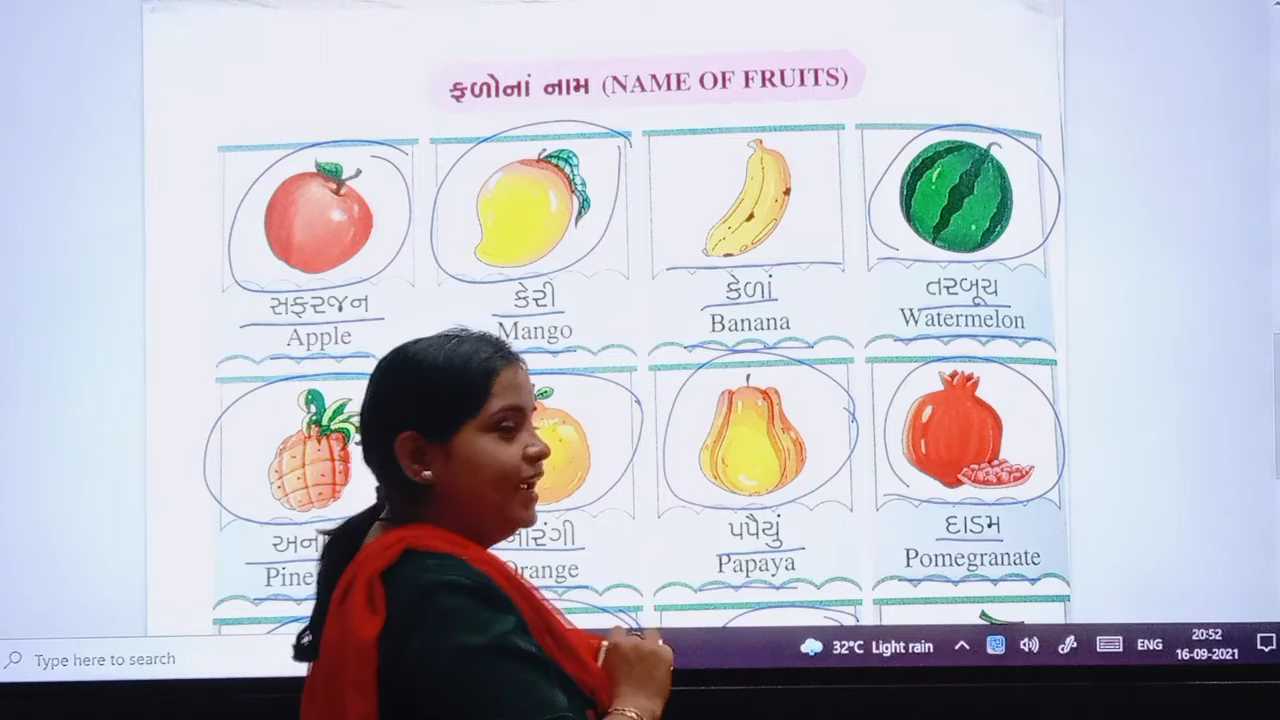 ફળોનાં નામ (NAME OF FRUITS)
સફરજન કેરી કેળાં તરબૂચ
Apple Mango Banana Watermelon
પપૈયું દાડમ
Papaya Pomegranate
Type here to search
32°C Light rain ENG 20:52
16-09-2021